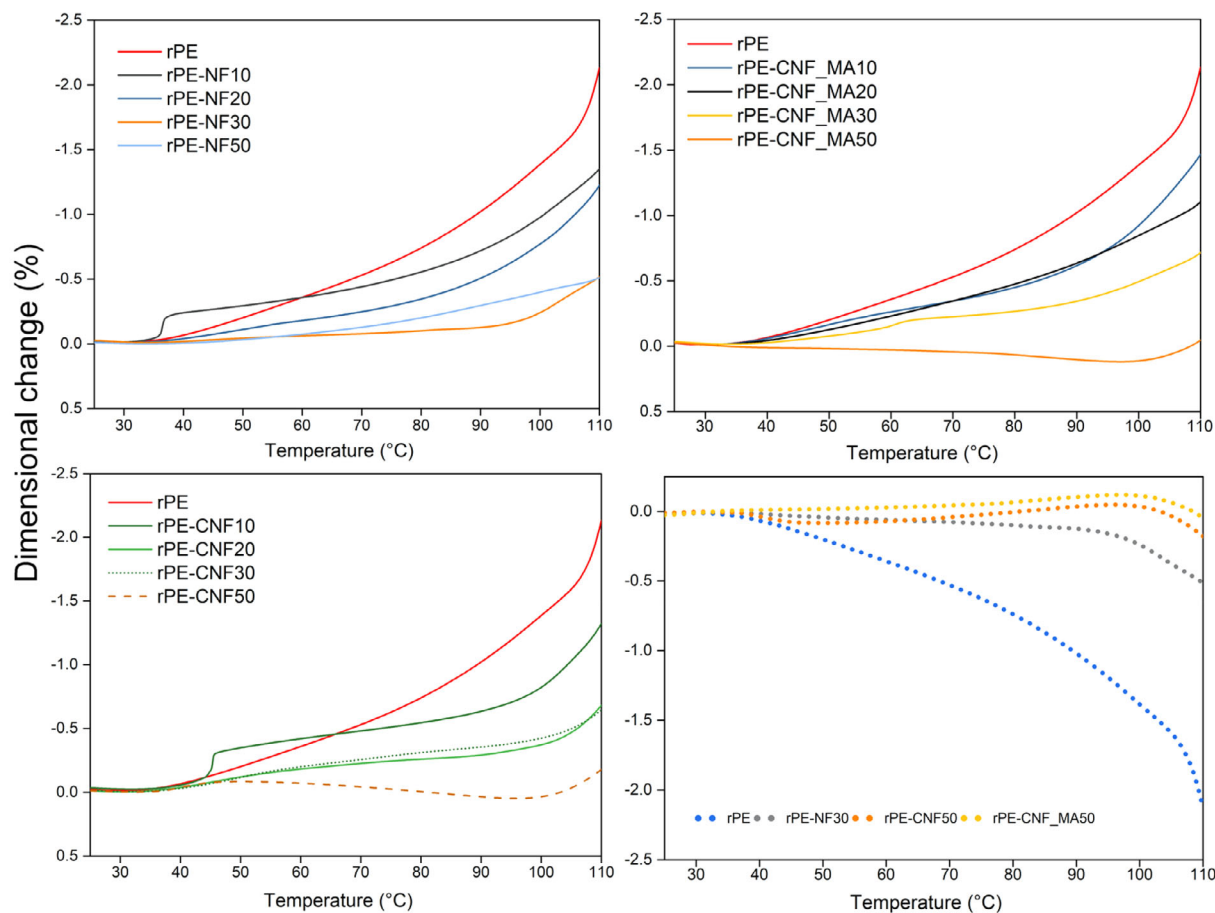 Dimensional change (%)
-2.5
-2.0
-1.5
-1.0
-0.5
0.0
0.5
rPE
rPE-NF10
rPE-NF20
rPE-NF30
rPE-NF50
30 40 50 60 70 80 90 100 110
Temperature (°C)
-2.5
-2.0
-1.5
-1.0
-0.5
0.0
0.5
rPE
rPE-CNF_MA10
rPE-CNF_MA20
rPE-CNF_MA30
rPE-CNF_MA50
30 40 50 60 70 80 90 100 110
Temperature (°C)
-2.5
-2.0
-1.5
-1.0
-0.5
0.0
0.5
rPE
rPE-CNF10
rPE-CNF20
rPE-CNF30
rPE-CNF50
30 40 50 60 70 80 90 100 110
Temperature (°C)
0.0
-0.5
-1.0
-1.5
-2.0
-2.5
rPE rPE-NF30 rPE-CNF50 rPE-CNF_MA50
30 40 50 60 70 80 90 100 110
Temperature (°C)